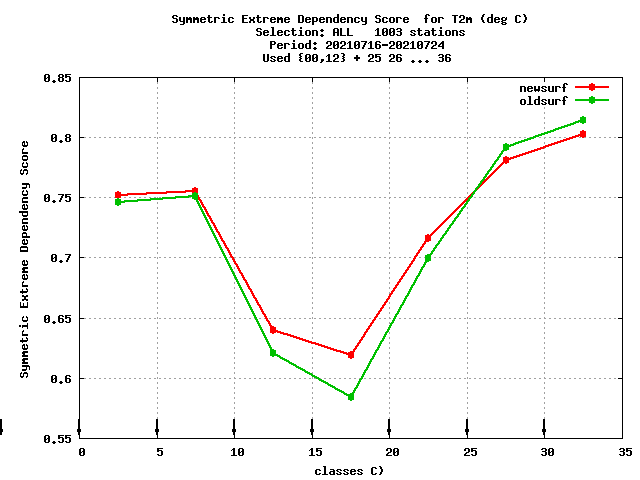 Symmetric Extreme Dependency Score  for T2m (deg C)
Selection: ALL   1003 stations
Period: 20210716-20210724
Used {00,12} + 25 26 ... 36
newsurf
oldsurf
Symmetric Extreme Dependency Score
0.85
0.8
0.75
0.7
0.65
0.6
0.55
0 5 10 15 20 25 30 35
classes C)